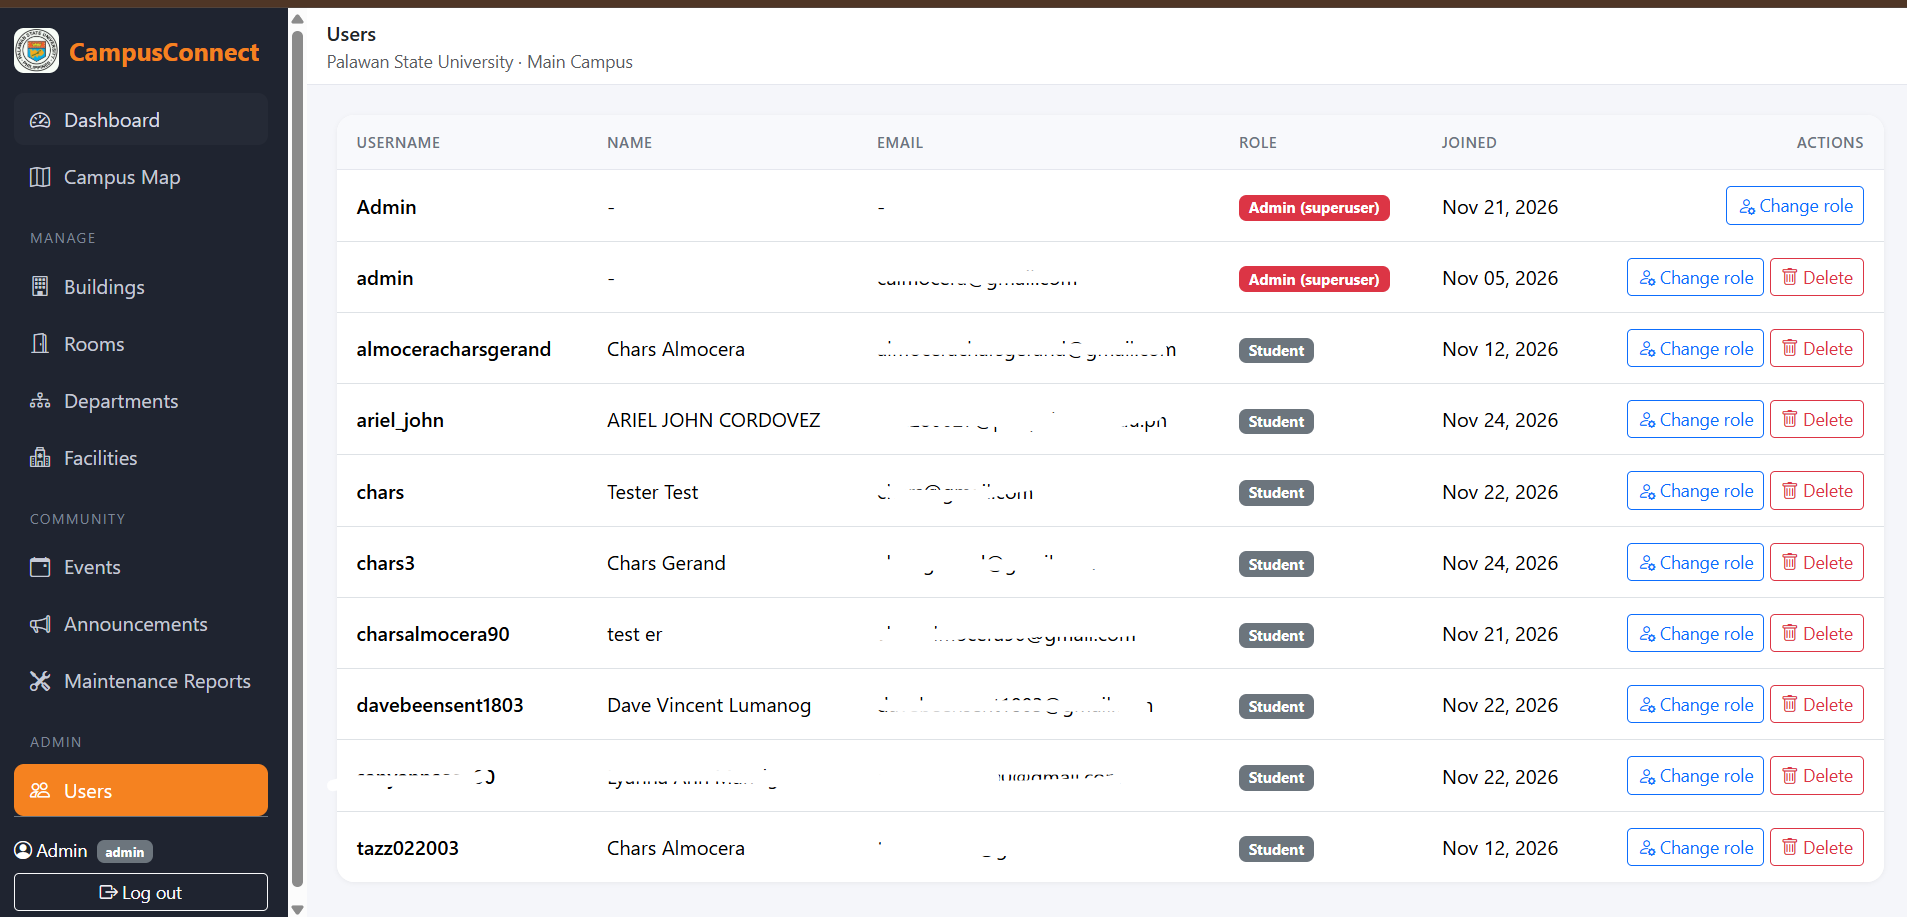 CampusConnect
Dashboard
Campus Map
MANAGE
Buildings
Rooms
Departments
Facilities
COMMUNITY
Events
Announcements
Maintenance Reports
ADMIN
Users
Admin admin
Log out
Users
Palawan State University · Main Campus
USERNAME NAME EMAIL ROLE JOINED ACTIONS
Admin - - Admin (superuser) Nov 21, 2026 Change role
admin - Admin (superuser) Nov 05, 2026 Change role Delete
almoceracharsgerand Chars Almocera Student Nov 12, 2026 Change role Delete
ariel_john ARIEL JOHN CORDOVEZ Student Nov 24, 2026 Change role Delete
chars Tester Test Student Nov 22, 2026 Change role Delete
chars3 Chars Gerand Student Nov 24, 2026 Change role Delete
charsalmocera90 test er Student Nov 21, 2026 Change role Delete
davebeensent1803 Dave Vincent Lumanog Student Nov 22, 2026 Change role Delete
Student Nov 22, 2026 Change role Delete
tazz022003 Chars Almocera Student Nov 12, 2026 Change role Delete